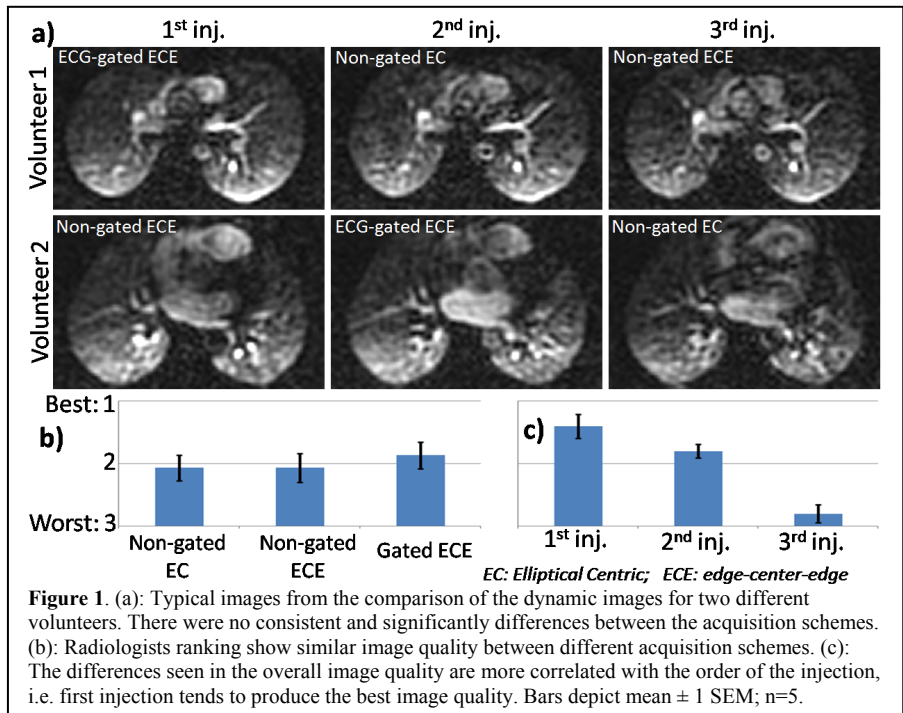 a)
1st inj. 2nd inj. 3rd inj.
Volunteer 1
ECG-gated ECE Non-gated EC Non-gated ECE
Volunteer 2
Non-gated ECE ECG-gated ECE Non-gated EC
b)
Best: 1
2
Worst: 3
Non-gated EC
Non-gated ECE
Gated ECE
c)
1st inj. 2nd inj. 3rd inj.
EC: Elliptical Centric; ECE: edge-center-edge
Figure 1. (a): Typical images from the comparison of the dynamic images for two different
volunteers. There were no consistent and significantly differences between the acquisition schemes.
(b): Radiologists ranking show similar image quality between different acquisition schemes. (c):
The differences seen in the overall image quality are more correlated with the order of the injection,
i.e. first injection tends to produce the best image quality. Bars depict mean ± 1 SEM; n=5.